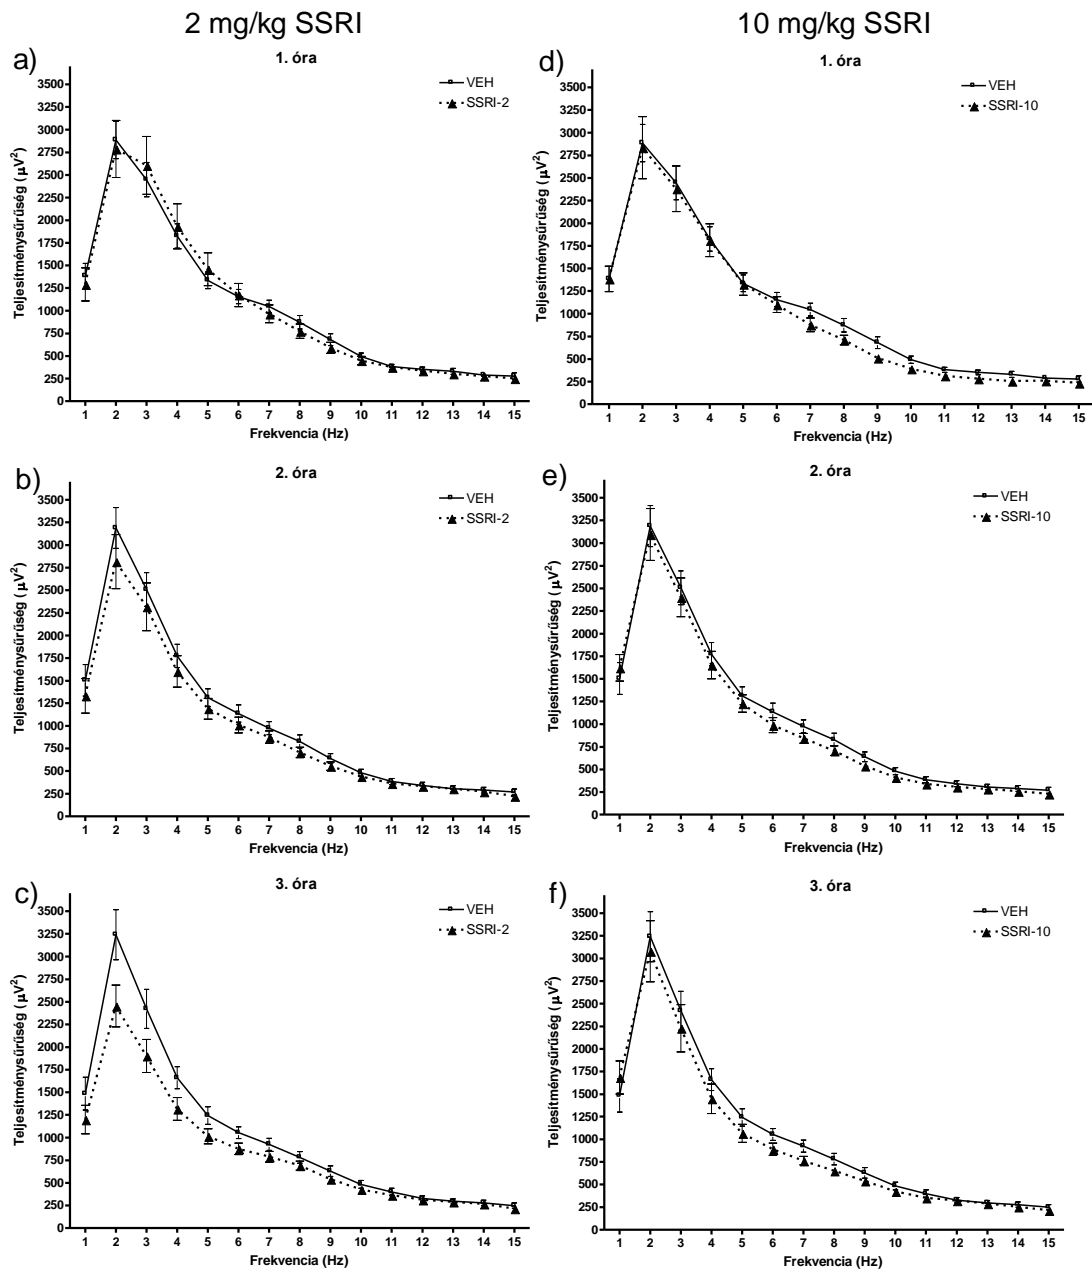 2 mg/kg SSRI
10 mg/kg SSRI
a)
1. óra
VEH
SSRI-2
Teljesítménysűrűség (µV²)
3500
3250
3000
2750
2500
2250
2000
1750
1500
1250
1000
750
500
250
0
1 2 3 4 5 6 7 8 9 10 11 12 13 14 15
Frekvencia (Hz)
d)
1. óra
VEH
SSRI-10
Teljesítménysűrűség (µV²)
3500
3250
3000
2750
2500
2250
2000
1750
1500
1250
1000
750
500
250
0
1 2 3 4 5 6 7 8 9 10 11 12 13 14 15
Frekvencia (Hz)
b)
2. óra
VEH
SSRI-2
Teljesítménysűrűség (µV²)
3500
3250
3000
2750
2500
2250
2000
1750
1500
1250
1000
750
500
250
0
1 2 3 4 5 6 7 8 9 10 11 12 13 14 15
Frekvencia (Hz)
e)
2. óra
VEH
SSRI-10
Teljesítménysűrűség (µV²)
3500
3250
3000
2750
2500
2250
2000
1750
1500
1250
1000
750
500
250
0
1 2 3 4 5 6 7 8 9 10 11 12 13 14 15
Frekvencia (Hz)
c)
3. óra
VEH
SSRI-2
Teljesítménysűrűség (µV²)
3500
3250
3000
2750
2500
2250
2000
1750
1500
1250
1000
750
500
250
0
1 2 3 4 5 6 7 8 9 10 11 12 13 14 15
Frekvencia (Hz)
f)
3. óra
VEH
SSRI-10
Teljesítménysűrűség (µV²)
3500
3250
3000
2750
2500
2250
2000
1750
1500
1250
1000
750
500
250
0
1 2 3 4 5 6 7 8 9 10 11 12 13 14 15
Frekvencia (Hz)